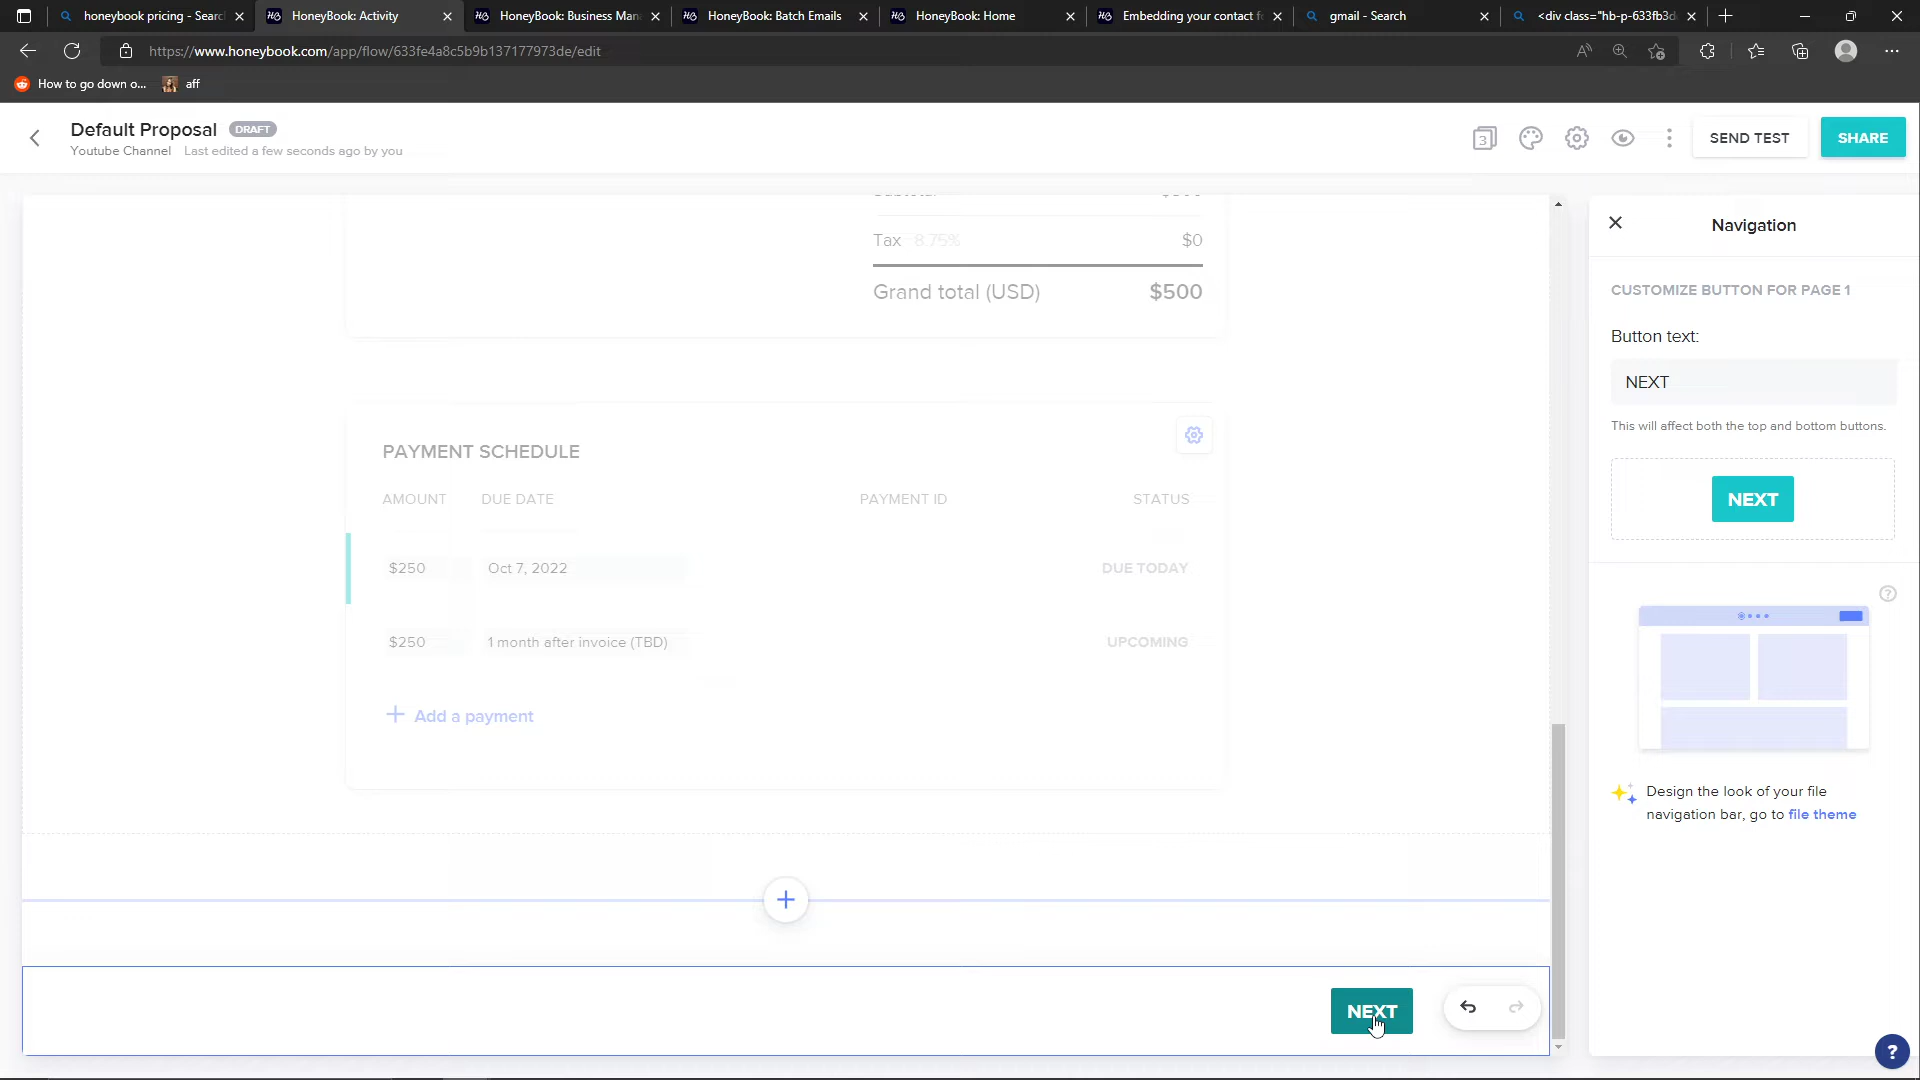 honeybook pricing - Searc
HoneyBook: Activity
HoneyBook: Business Man
HoneyBook: Batch Emails
HoneyBook: Home
Embedding your contact f
gmail - Search
<div class="hb-p-633fb3d
https://www.honeybook.com/app/flow/633fe4a8c5b9b137177973de/edit
How to go down o...
aff
Default Proposal DRAFT
Youtube Channel Last edited a few seconds ago by you
3
SEND TEST
SHARE
Tax 8.75% $0
Grand total (USD) $500
PAYMENT SCHEDULE
AMOUNT DUE DATE PAYMENT ID STATUS
$250 Oct 7, 2022 DUE TODAY
$250 1 month after invoice (TBD) UPCOMING
+ Add a payment
NEXT
Navigation
CUSTOMIZE BUTTON FOR PAGE 1
Button text:
NEXT
This will affect both the top and bottom buttons.
NEXT
Design the look of your file
navigation bar, go to file theme
?